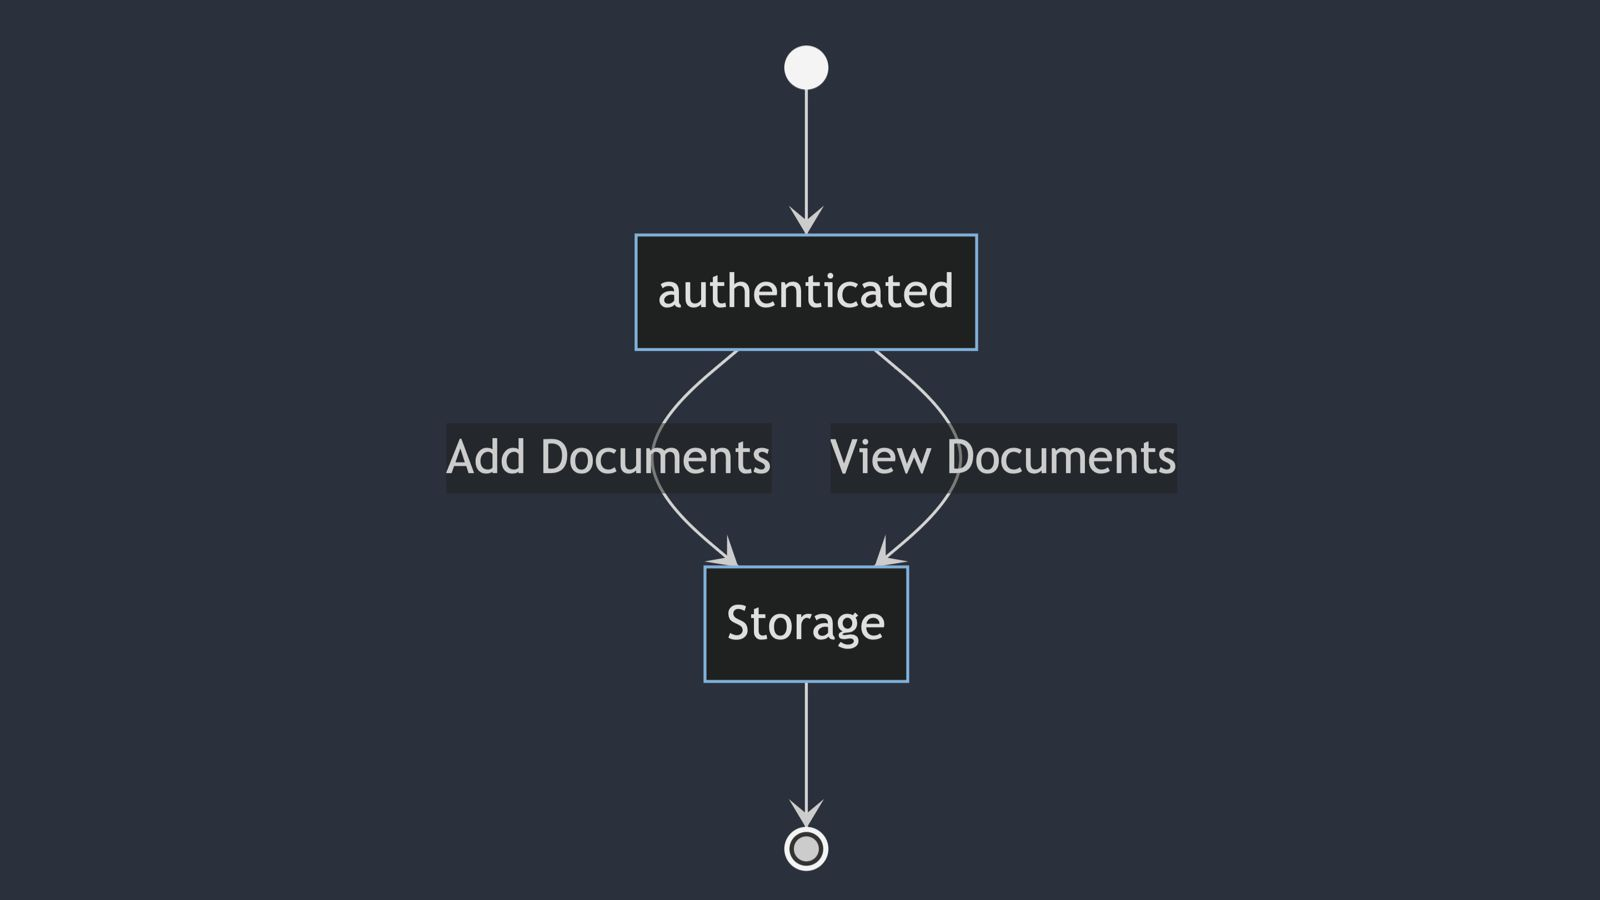 authenticated
Add Documents
View Documents
Storage